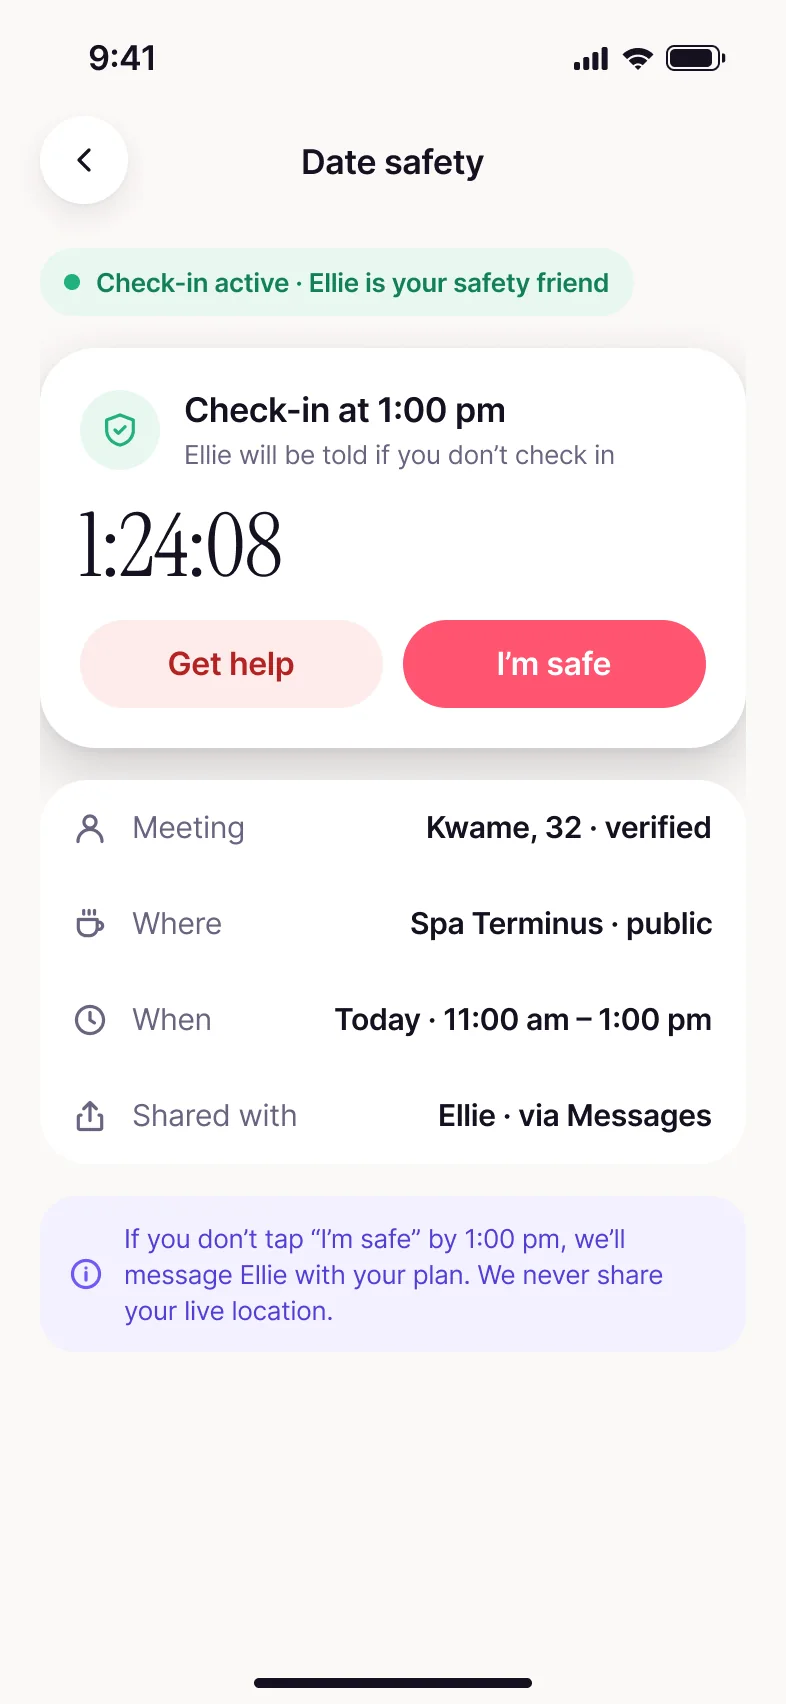 9:41
Date safety
Check-in active · Ellie is your safety friend
Check-in at 1:00 pm
Ellie will be told if you don’t check in
1:24:08
Get help
I’m safe
Meeting
Kwame, 32 · verified
Where
Spa Terminus · public
When
Today · 11:00 am – 1:00 pm
Shared with
Ellie · via Messages
If you don’t tap “I’m safe” by 1:00 pm, we’ll
message Ellie with your plan. We never share
your live location.